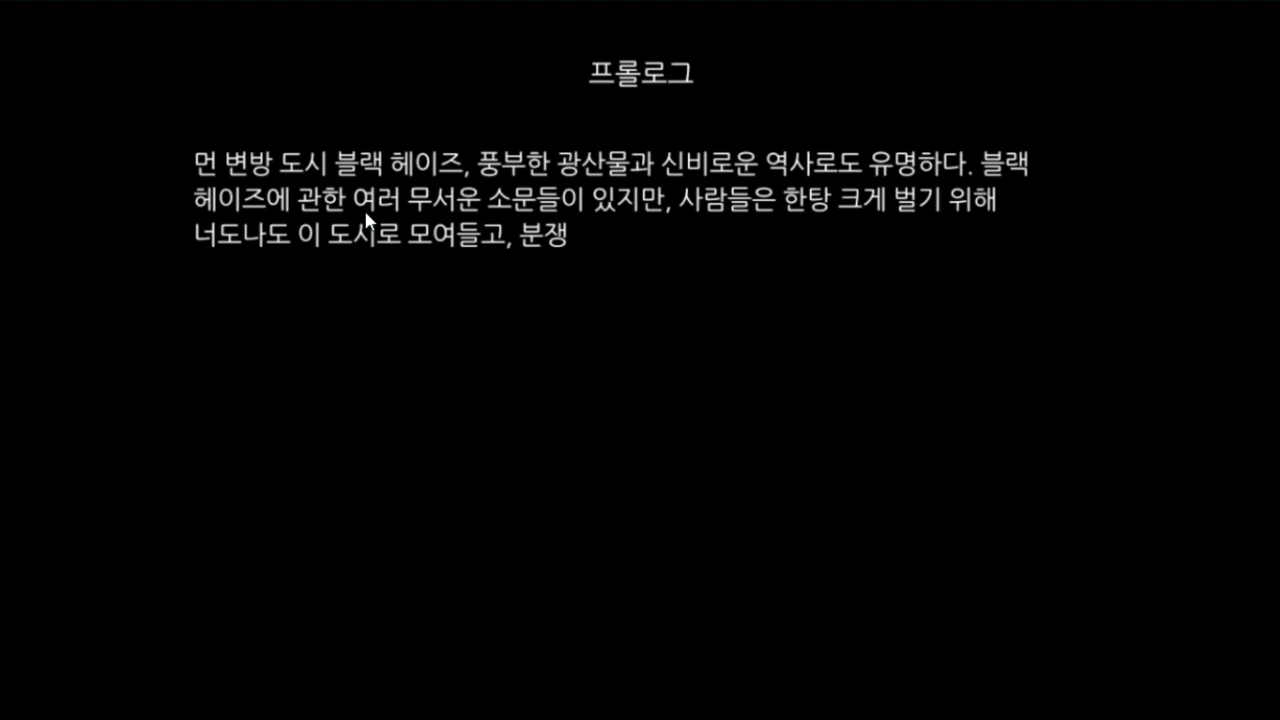 프롤로그
먼 변방 도시 블랙 헤이즈, 풍부한 광산물과 신비로운 역사로도 유명하다. 블랙
헤이즈에 관한 여러 무서운 소문들이 있지만, 사람들은 한탕 크게 벌기 위해
너도나도 이 도시로 모여들고, 분쟁